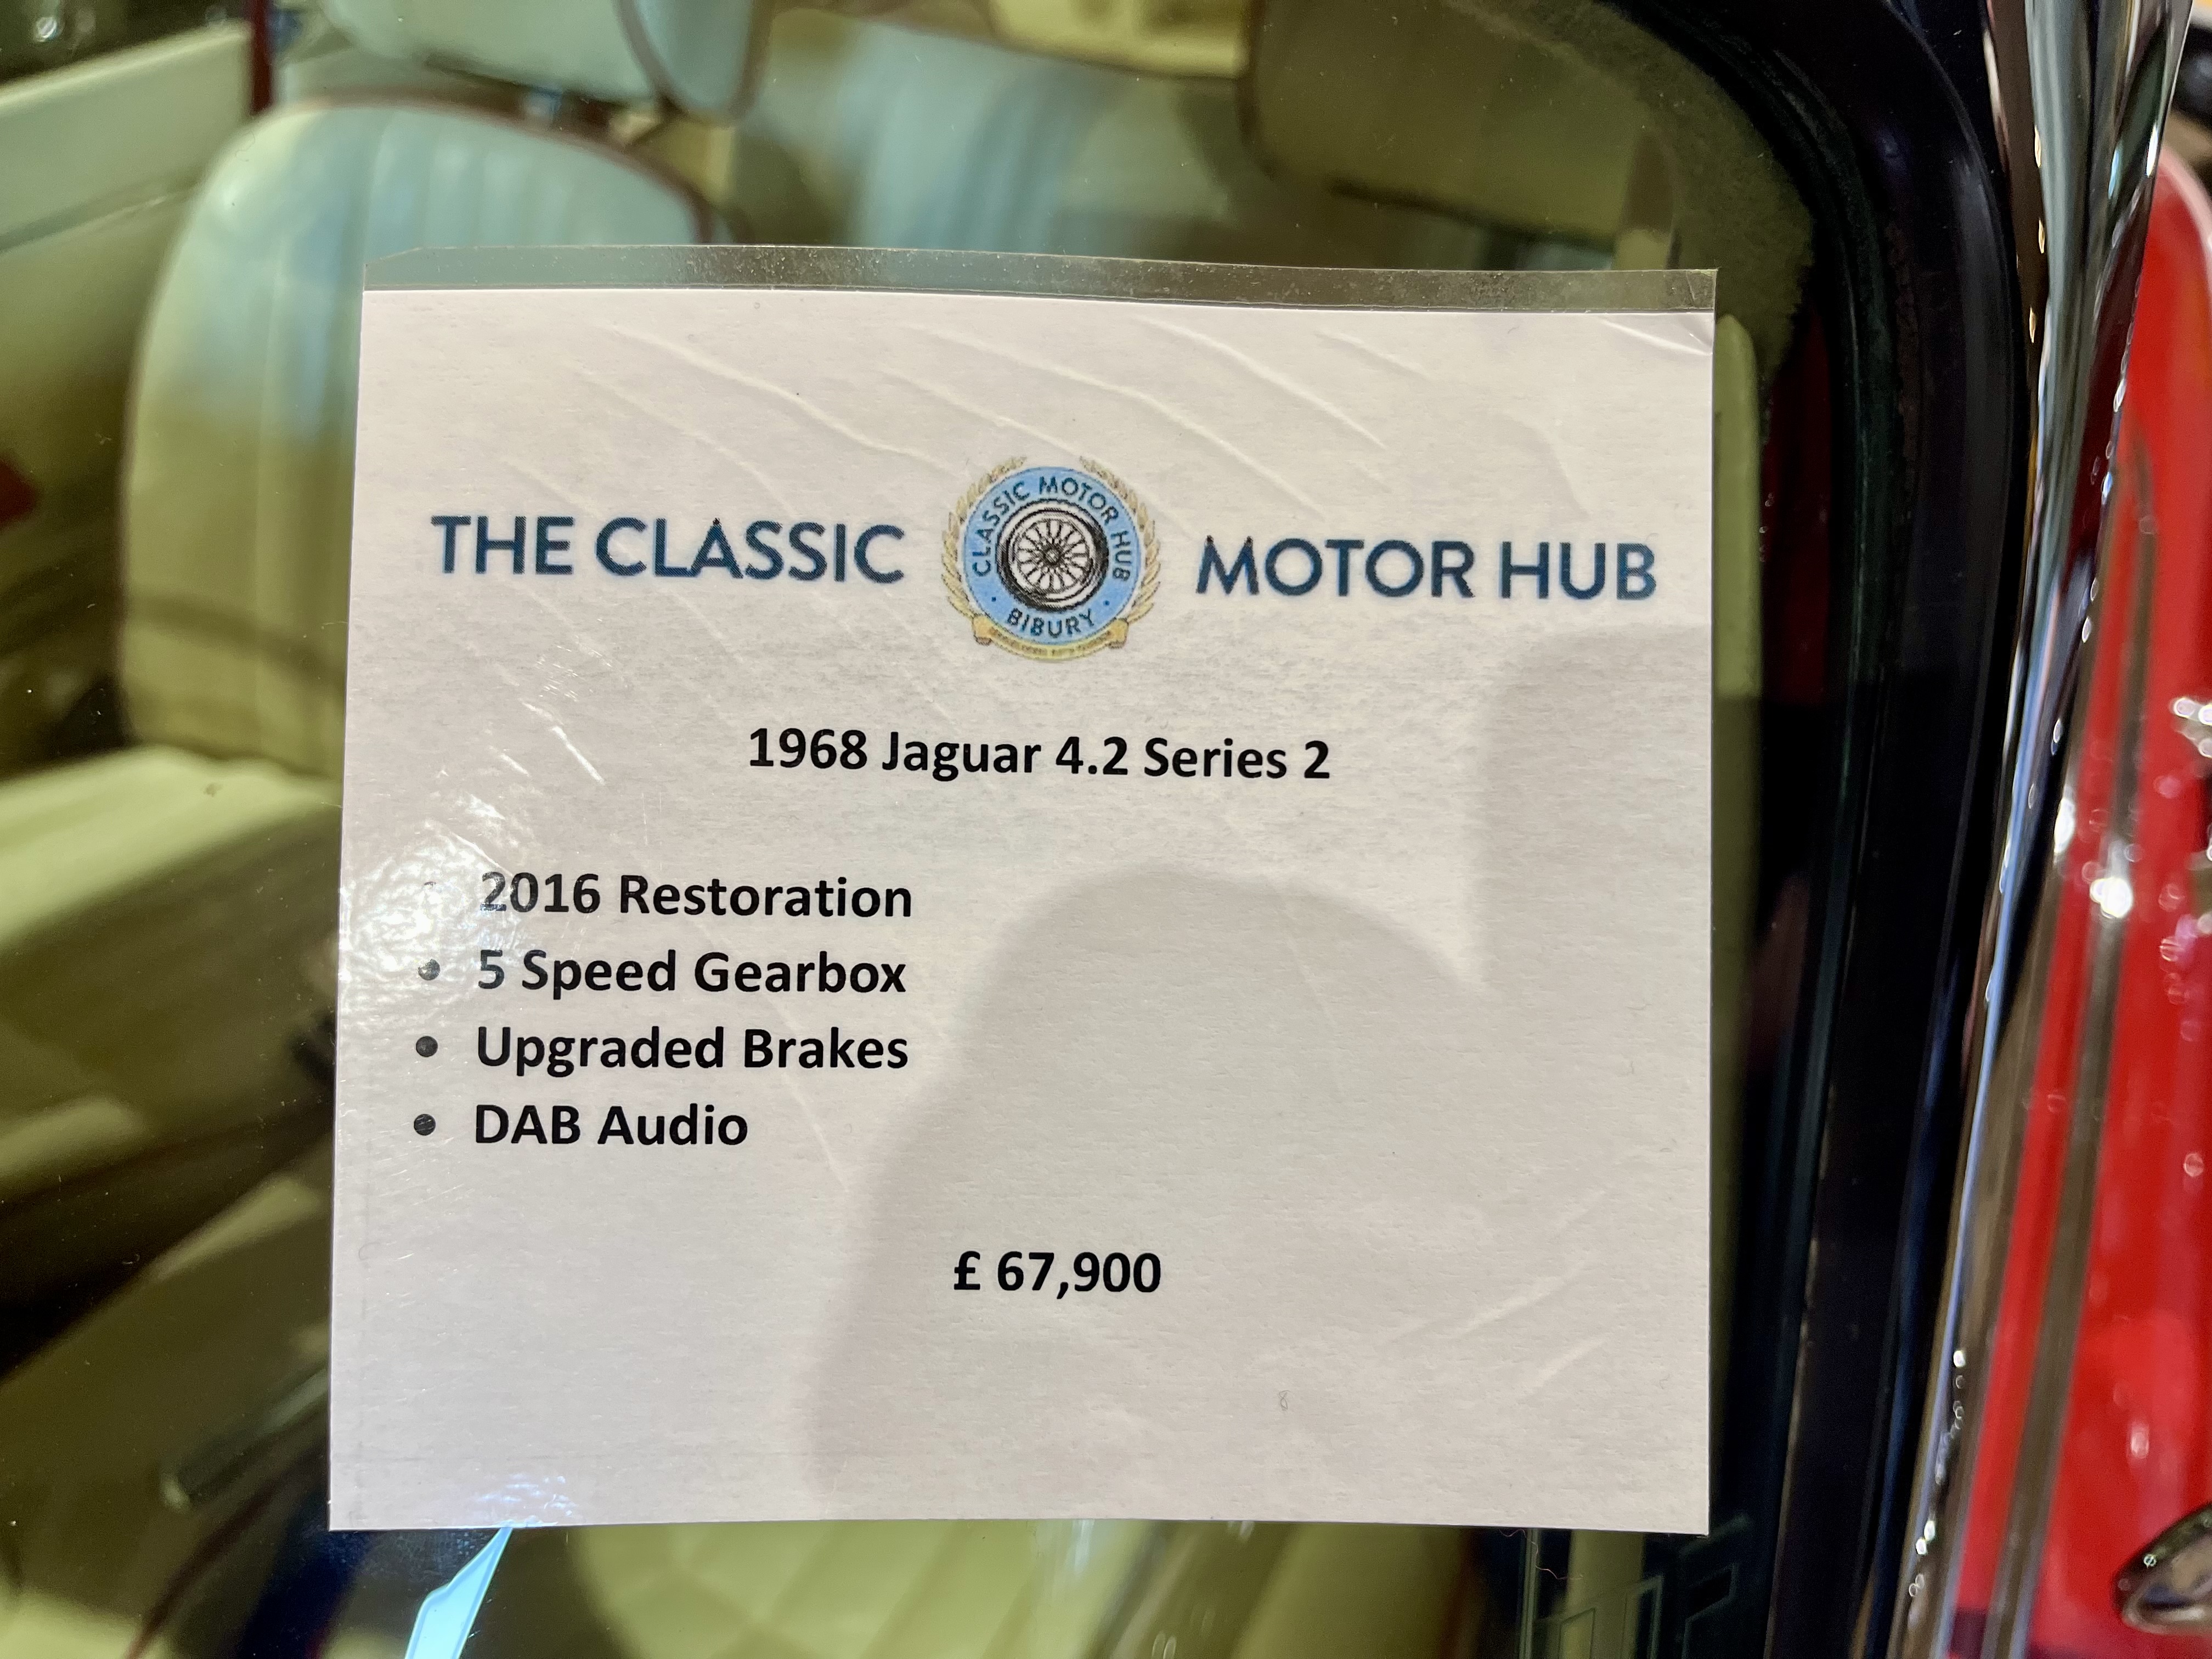 THE CLASSIC MOTOR HUB
CLASSIC MOTOR HUB
• BIBURY •
1968 Jaguar 4.2 Series 2
• 2016 Restoration
• 5 Speed Gearbox
• Upgraded Brakes
• DAB Audio
£ 67,900